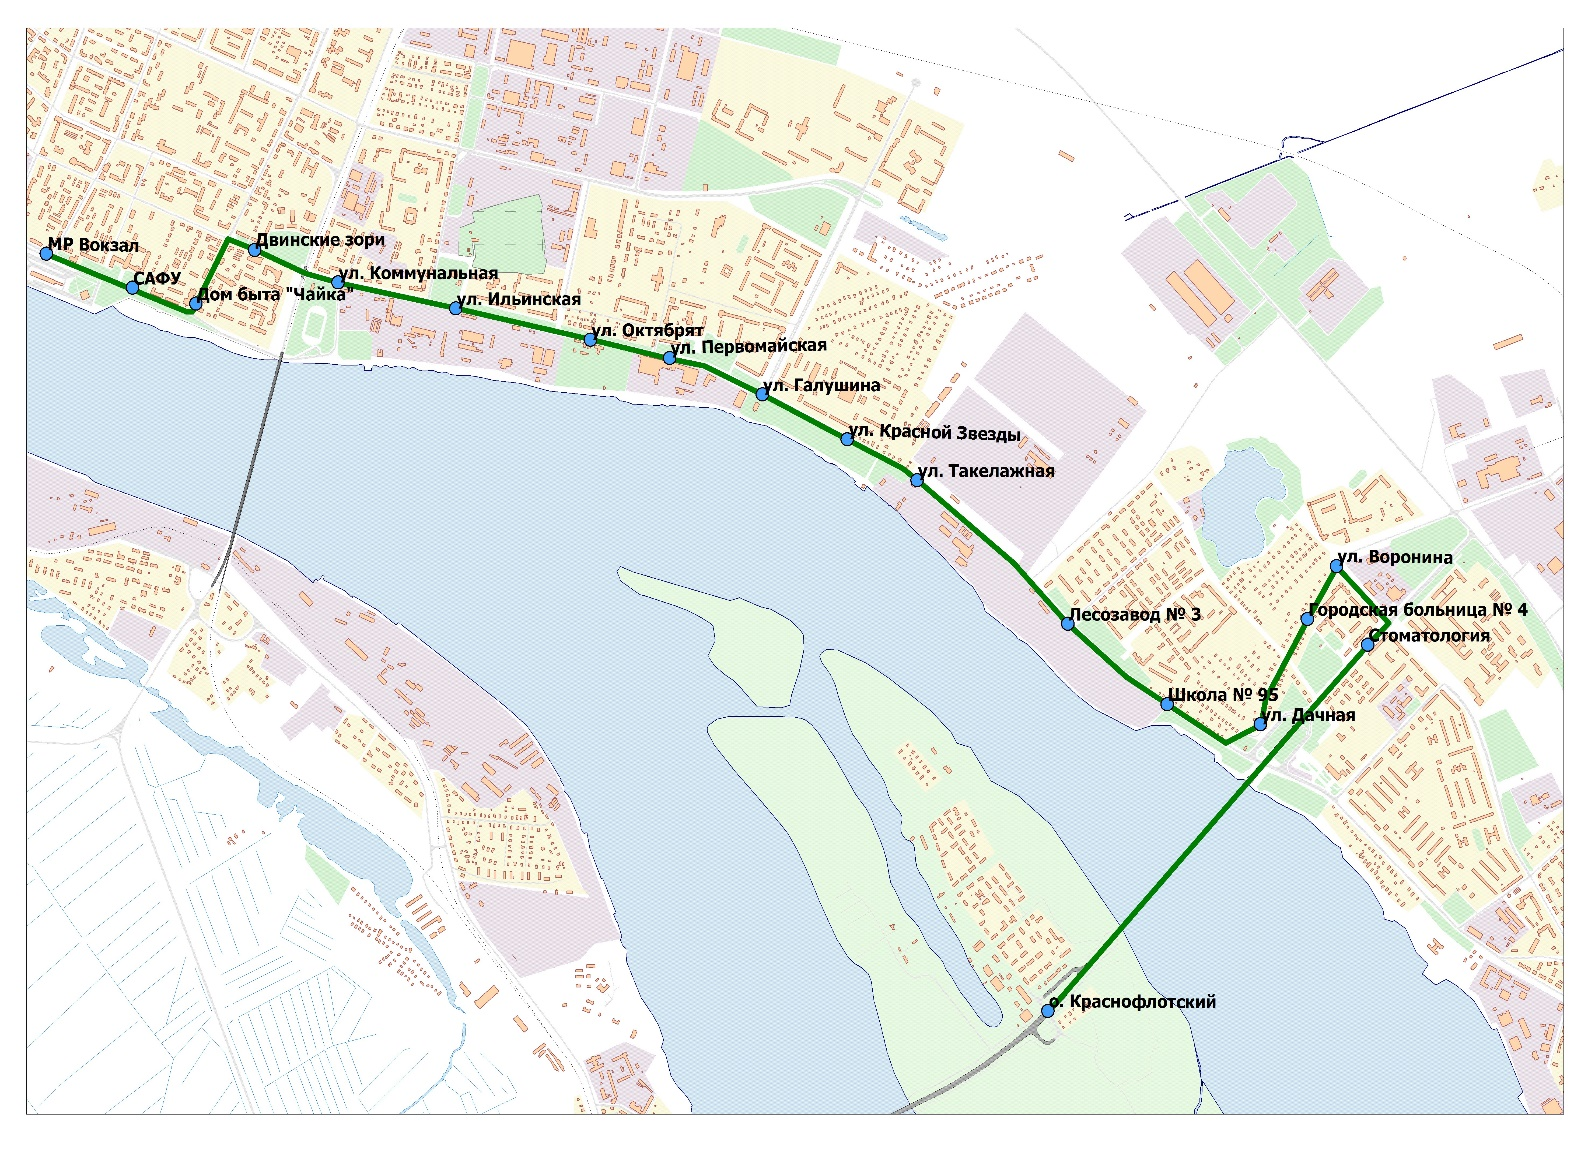 МР Вокзал
САФУ
Дом быта "Чайка"
Двинские зори
ул. Коммунальная
ул. Ильинская
ул. Октябрят
ул. Первомайская
ул. Галушина
ул. Красной Звезды
ул. Такелажная
Лесозавод № 3
Школа № 95
ул. Дачная
Городская больница № 4
ул. Воронина
Стоматология
о. Краснофлотский